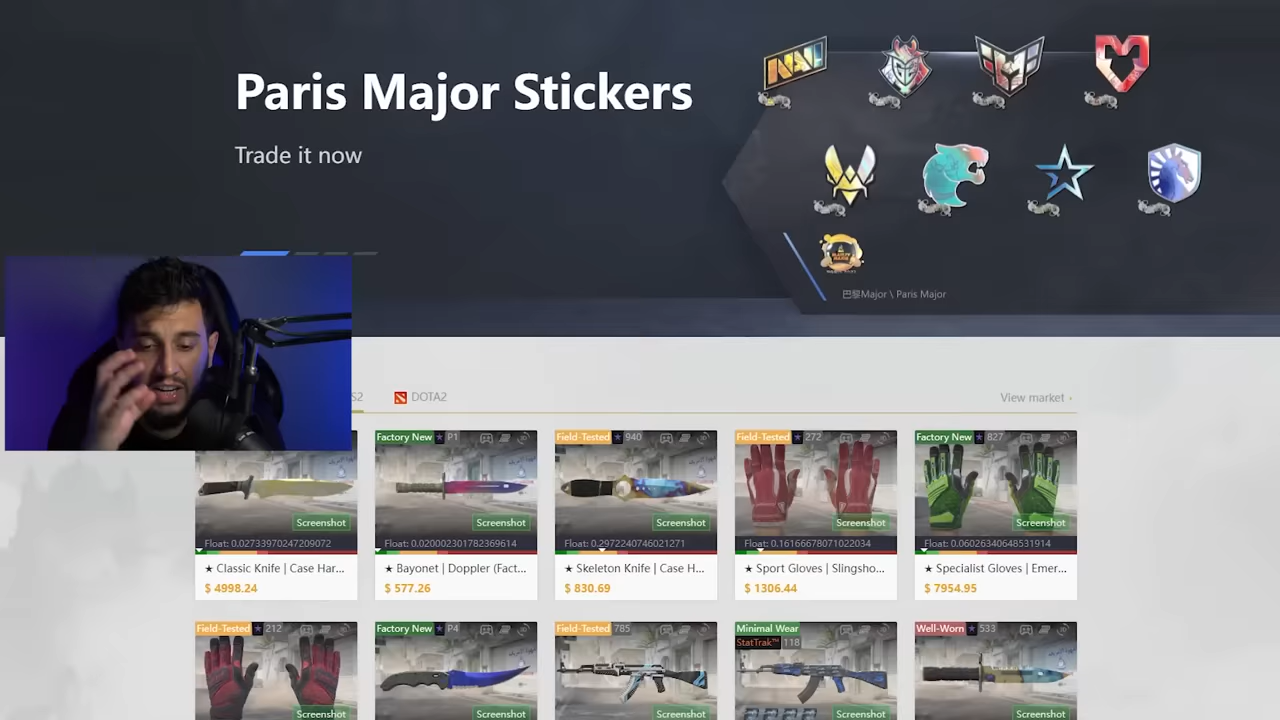 Paris Major Stickers
Trade it now
巴黎Major \ Paris Major
S2
DOTA2
View market ›
Factory New ★ P1
Field-Tested ★ 940
Field-Tested ★ 272
Factory New ★ 827
Screenshot
Screenshot
Screenshot
Screenshot
Screenshot
Float: 0.02733970247209072
Float: 0.020002301782369614
Float: 0.2972240746021271
Float: 0.16166678071022034
Float: 0.06026340648531914
★ Classic Knife | Case Har...
★ Bayonet | Doppler (Fact...
★ Skeleton Knife | Case H...
★ Sport Gloves | Slingsho...
★ Specialist Gloves | Emer...
$ 4998.24
$ 577.26
$ 830.69
$ 1306.44
$ 7954.95
Field-Tested ★ 212
Factory New ★ P4
Field-Tested 785
Minimal Wear
StatTrak™ 118
Well-Worn ★ 533
Screenshot
Screenshot
Screenshot
Screenshot
Screenshot